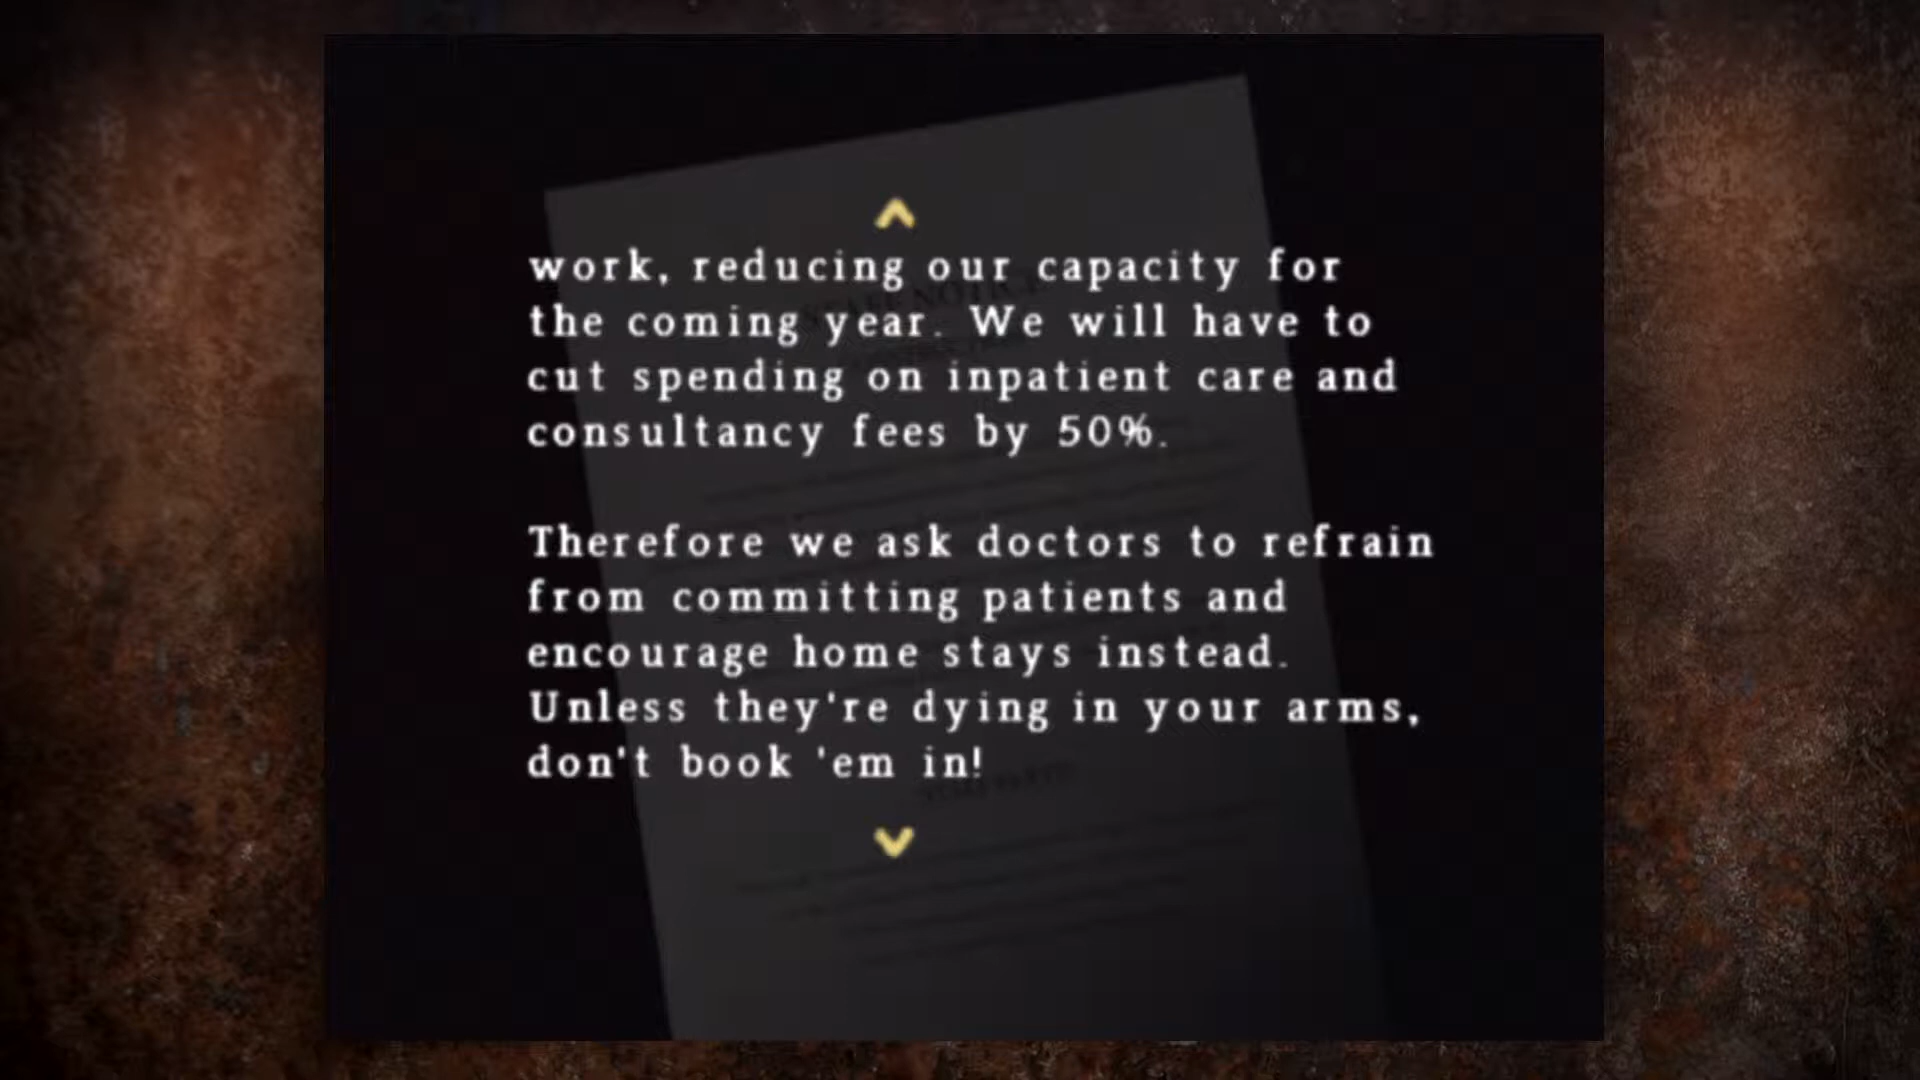 work, reducing our capacity for
the coming year. We will have to
cut spending on inpatient care and
consultancy fees by 50%.
Therefore we ask doctors to refrain
from committing patients and
encourage home stays instead.
Unless they're dying in your arms,
don't book 'em in!